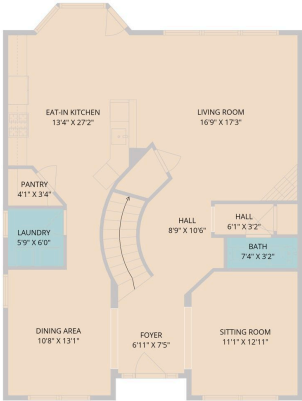 EAT-IN KITCHEN
13'4" X 27'2"
LIVING ROOM
16'9" X 17'3"
PANTRY
4'1" X 3'4"
LAUNDRY
5'9" X 6'0"
HALL
8'9" X 10'6"
HALL
6'1" X 3'2"
BATH
7'4" X 3'2"
DINING AREA
10'8" X 13'1"
FOYER
6'11" X 7'5"
SITTING ROOM
11'1" X 12'11"